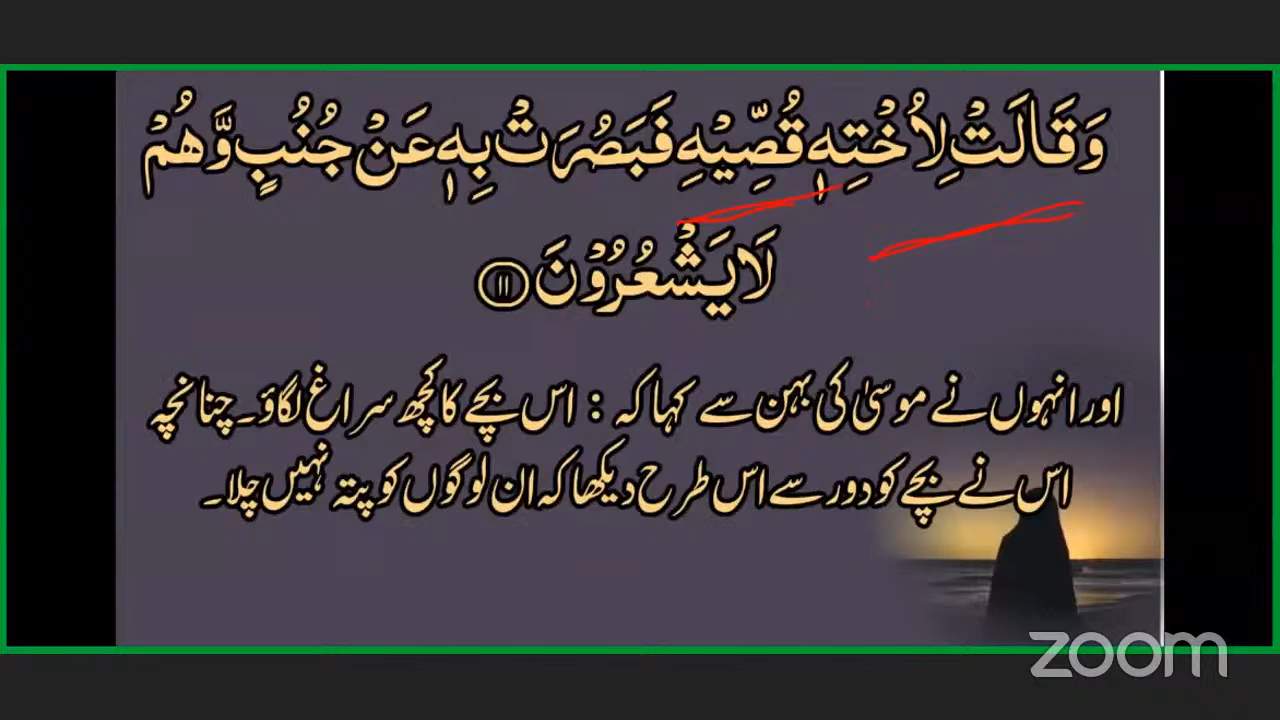 وَقَالَتْ لِاُخْتِهٖ قُصِّيْهِ فَبَصُرَتْ بِهٖ عَنْ جُنُبٍ وَّهُمْ
لَا يَشْعُرُوْنَ ۝۱۱
اور انہوں نے موسیٰ کی بہن سے کہا کہ : اس بچے کا کچھ سراغ لگاؤ۔ چنانچہ
اس نے بچے کو دور سے اس طرح دیکھا کہ ان لوگوں کو پتہ نہیں چلا۔
zoom